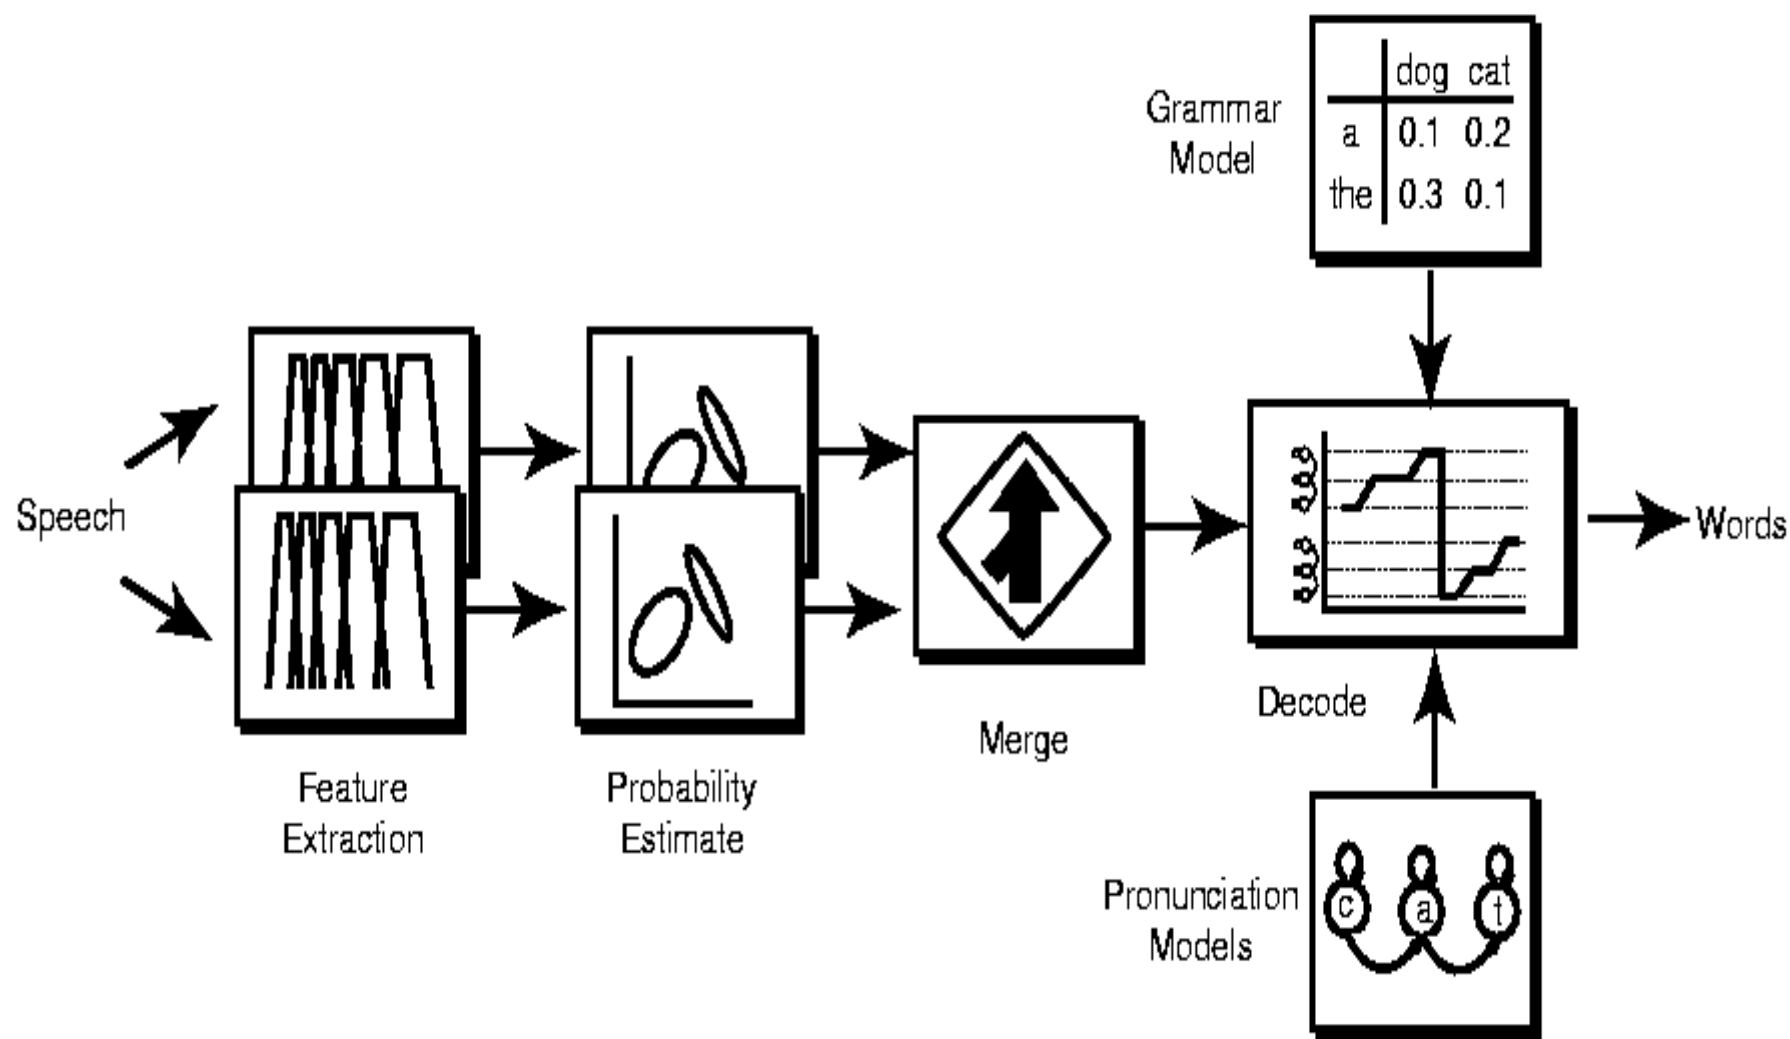 dog cat
a 0.1 0.2
the 0.3 0.1
Grammar
Model
Speech
Words
Feature
Extraction
Probability
Estimate
Merge
Decode
Pronunciation
Models
c a t